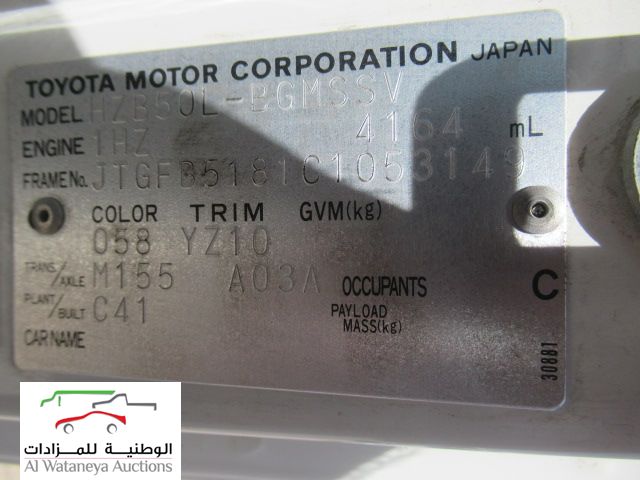 TOYOTA MOTOR CORPORATION JAPAN
MODEL HZB50L-BGMSSV
ENGINE 1HZ 4164 mL
FRAME No. JTGFB5181C1053149
COLOR TRIM GVM(kg)
058 YZ10
TRANS/AXLE M155 A03A OCCUPANTS C
PLANT/BUILT C41 PAYLOAD MASS(kg)
CAR NAME
30881
الوطنية للمزادات
Al Wataneya Auctions